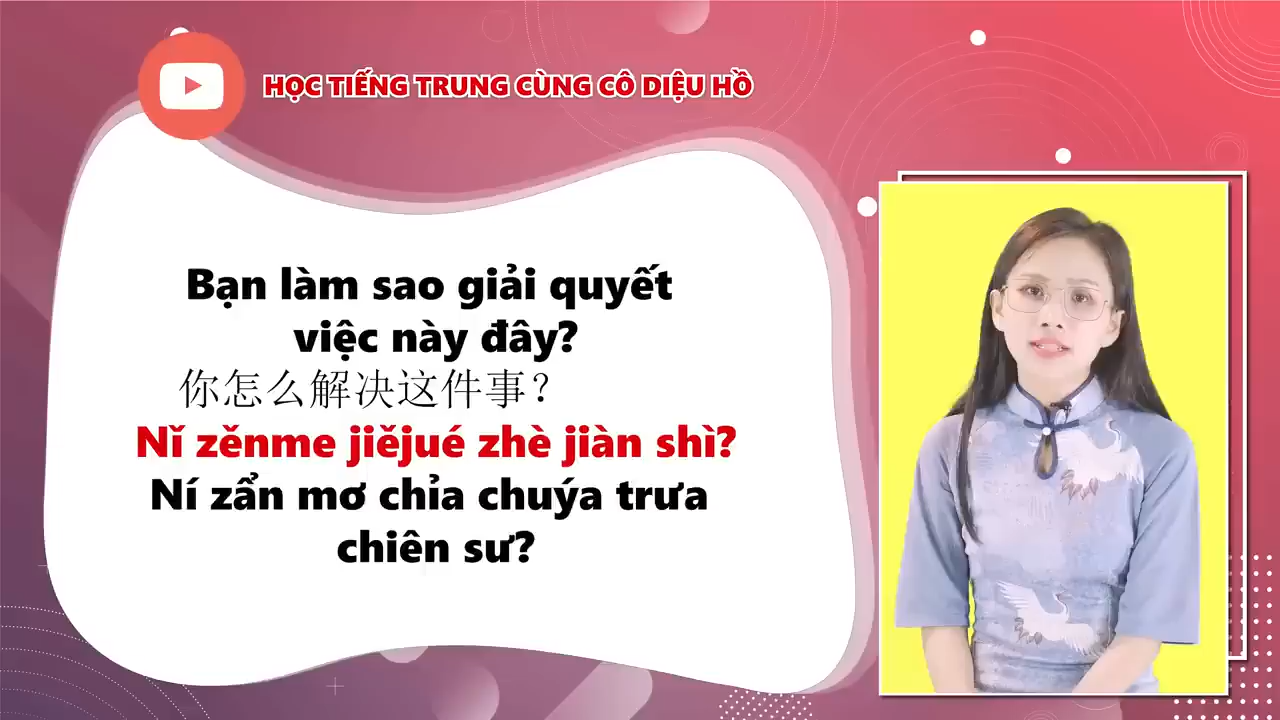 HỌC TIẾNG TRUNG CÙNG CÔ DIỆU HỒ
Bạn làm sao giải quyết
việc này đây?
你怎么解决这件事？
Nǐ zěnme jiějué zhè jiàn shì?
Ní zẩn mơ chỉa chuýa trưa
chiên sư?